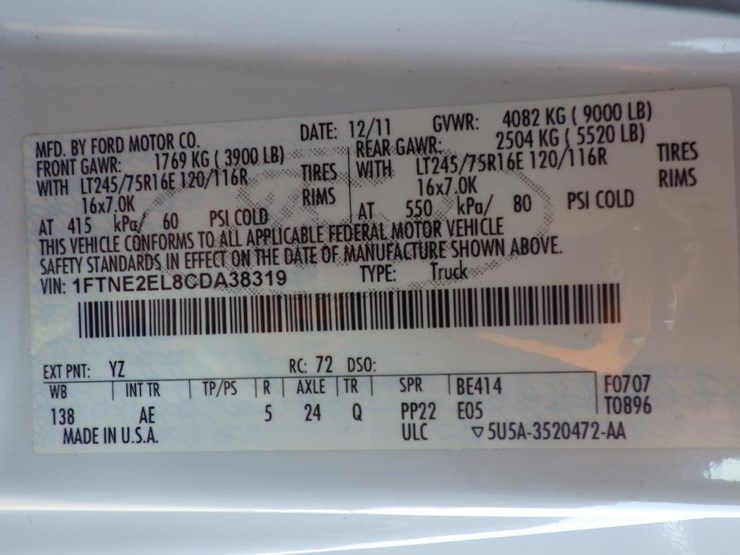 MFD. BY FORD MOTOR CO. DATE: 12/11 GVWR: 4082 KG ( 9000 LB)
FRONT GAWR: 1769 KG ( 3900 LB) REAR GAWR: 2504 KG ( 5520 LB)
WITH LT245/75R16E 120/116R TIRES WITH LT245/75R16E 120/116R TIRES
16x7.0K RIMS 16x7.0K RIMS
AT 415 kPa/ 60 PSI COLD AT 550 kPa/ 80 PSI COLD
THIS VEHICLE CONFORMS TO ALL APPLICABLE FEDERAL MOTOR VEHICLE
SAFETY STANDARDS IN EFFECT ON THE DATE OF MANUFACTURE SHOWN ABOVE.
VIN: 1FTNE2EL8CDA38319 TYPE: Truck
EXT PNT: YZ RC: 72 DSO:
WB INT TR TP/PS R AXLE TR SPR BE414 F0707
138 AE 5 24 Q PP22 E05 T0896
MADE IN U.S.A. ULC ▽5U5A-3520472-AA